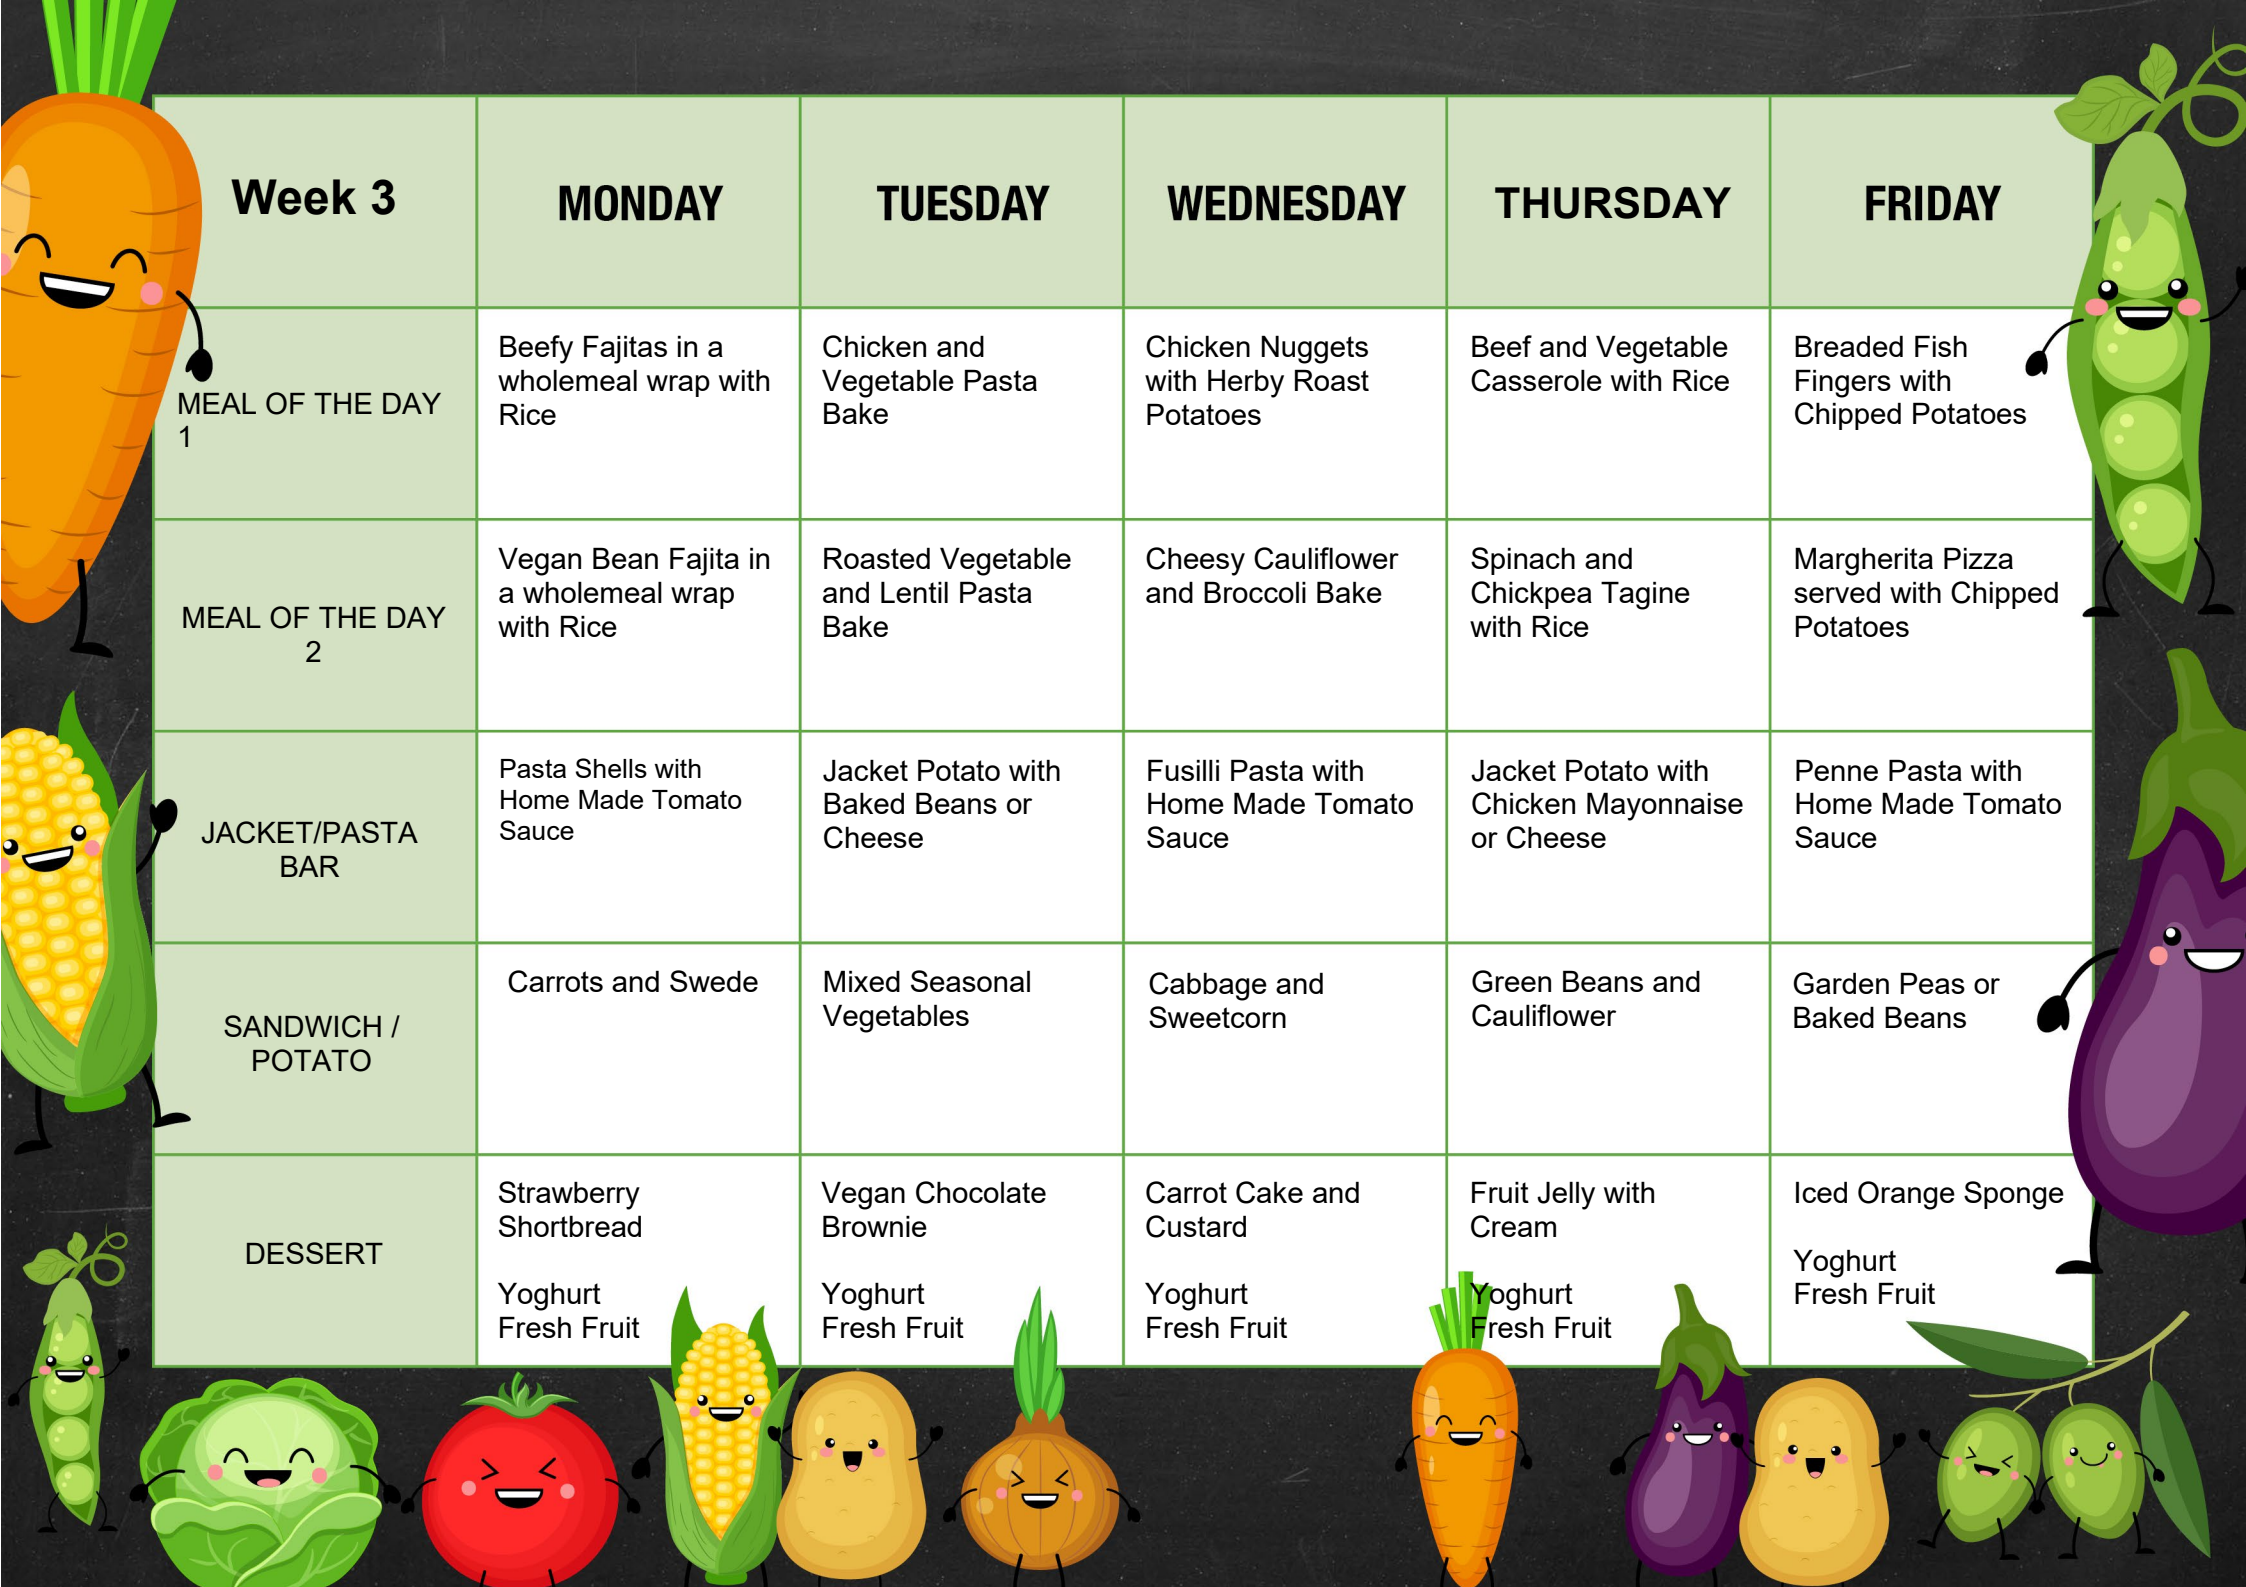 Week 3
MONDAY
TUESDAY
WEDNESDAY
THURSDAY
FRIDAY
MEAL OF THE DAY
1
Beefy Fajitas in a
wholemeal wrap with
Rice
Chicken and
Vegetable Pasta
Bake
Chicken Nuggets
with Herby Roast
Potatoes
Beef and Vegetable
Casserole with Rice
Breaded Fish
Fingers with
Chipped Potatoes
MEAL OF THE DAY
2
Vegan Bean Fajita in
a wholemeal wrap
with Rice
Roasted Vegetable
and Lentil Pasta
Bake
Cheesy Cauliflower
and Broccoli Bake
Spinach and
Chickpea Tagine
with Rice
Margherita Pizza
served with Chipped
Potatoes
JACKET/PASTA
BAR
Pasta Shells with
Home Made Tomato
Sauce
Jacket Potato with
Baked Beans or
Cheese
Fusilli Pasta with
Home Made Tomato
Sauce
Jacket Potato with
Chicken Mayonnaise
or Cheese
Penne Pasta with
Home Made Tomato
Sauce
SANDWICH /
POTATO
Carrots and Swede
Mixed Seasonal
Vegetables
Cabbage and
Sweetcorn
Green Beans and
Cauliflower
Garden Peas or
Baked Beans
DESSERT
Strawberry
Shortbread
Yoghurt
Fresh Fruit
Vegan Chocolate
Brownie
Yoghurt
Fresh Fruit
Carrot Cake and
Custard
Yoghurt
Fresh Fruit
Fruit Jelly with
Cream
Yoghurt
Fresh Fruit
Iced Orange Sponge
Yoghurt
Fresh Fruit